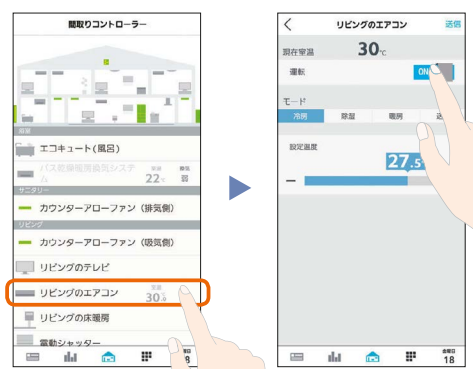 間取りコントローラー
エコキュート(風呂)
バス乾燥暖房換気システム
室温
22
換気
サニタリー
カウンターアローファン（排気側）
リビング
カウンターアローファン（吸気側）
リビングのテレビ
リビングのエアコン
室温
30.0
リビングの床暖房
電動シャッター
18
リビングのエアコン
送信
現在室温
30℃
運転
ON
モード
冷房
除湿
暖房
設定温度
27.5
18